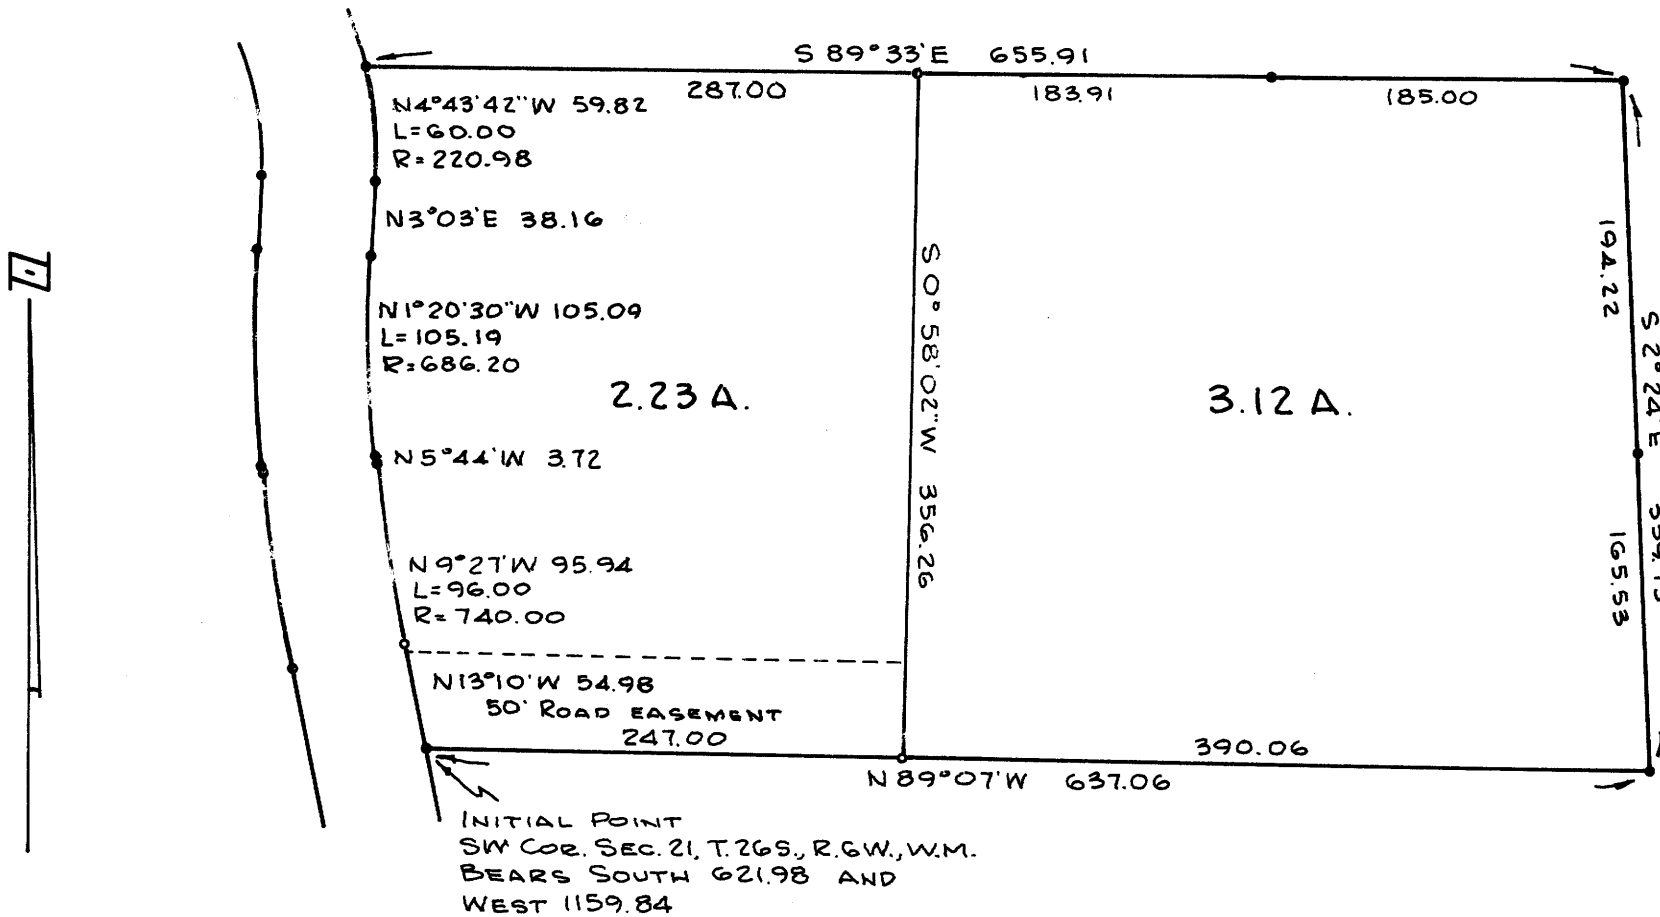 S 89°33'E 655.91
287.00
183.91
185.00
N4°43'42"W 59.82
L=60.00
R=220.98
N3°03'E 38.16
N1°20'30"W 105.09
L=105.19
R=686.20
2.23 A.
3.12 A.
S 0°58'02"W 356.26
194.22
S 2°24'E
165.53
N5°44'W 3.72
N9°27'W 95.94
L=96.00
R=740.00
N13°10'W 54.98
50' ROAD EASEMENT
247.00
390.06
N89°07'W 637.06
INITIAL POINT
SW COR. SEC. 21, T.26S., R.6W., W.M.
BEARS SOUTH 621.98 AND
WEST 1159.84